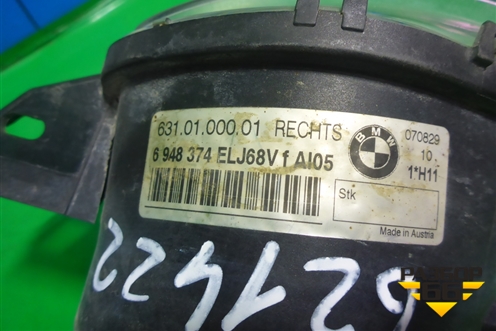 631.01.000.01 RECHTS
6 948 374 ELJ68V f AI05
BMW
070829
10
1*H11
Stk
Made in Austria